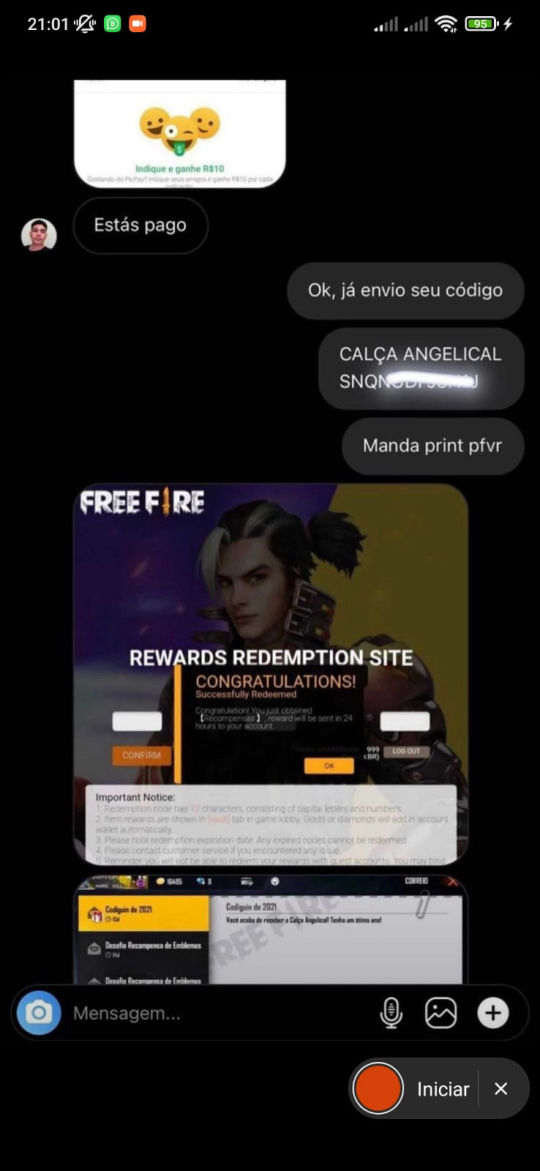 21:01
95
Indique e ganhe R$10
Gostando do PicPay? Indique seus amigos e ganhe R$10 por cada
Estás pago
Ok, já envio seu código
CALÇA ANGELICAL
Manda print pfvr
FREE FIRE
REWARDS REDEMPTION SITE
CONGRATULATIONS!
Successfully Redeemed
Congratulation! You just obtained
【Recompensas 】 , reward will be sent in 24
hours to your account.
999
(BR)
LOG OUT
CONFIRM
OK
Important Notice:
1. Redemption code has 12 characters, consisting of capital letters and numbers.
2. Item rewards are shown in [vault] tab in game lobby; Golds or diamonds will add in account
wallet automatically.
3. Please note redemption expiration date. Any expired codes cannot be redeemed.
4. Please contact customer service if you encountered any issue.
5. Reminder: you will not be able to redeem your rewards with guest accounts. You may bind
16495
CORREIO
Codiguin de 2021
Codiguin de 2021
Você acaba de receber a Calça Angelical! Tenha um ótimo ano!
Desafio Recompensa de Emblemas
FREE FIRE
Desafio Recompensa de Emblemas
Mensagem...
Iniciar